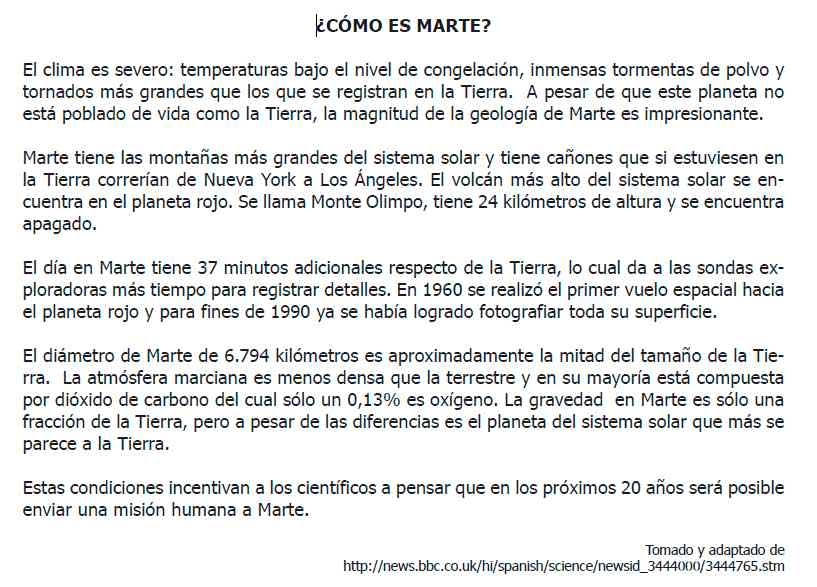 ¿CÓMO ES MARTE?
El clima es severo: temperaturas bajo el nivel de congelación, inmensas tormentas de polvo y
tornados más grandes que los que se registran en la Tierra.  A pesar de que este planeta no
está poblado de vida como la Tierra, la magnitud de la geología de Marte es impresionante.
Marte tiene las montañas más grandes del sistema solar y tiene cañones que si estuviesen en
la Tierra correrían de Nueva York a Los Ángeles. El volcán más alto del sistema solar se en-
cuentra en el planeta rojo. Se llama Monte Olimpo, tiene 24 kilómetros de altura y se encuentra
apagado.
El día en Marte tiene 37 minutos adicionales respecto de la Tierra, lo cual da a las sondas ex-
ploradoras más tiempo para registrar detalles. En 1960 se realizó el primer vuelo espacial hacia
el planeta rojo y para fines de 1990 ya se había logrado fotografiar toda su superficie.
El diámetro de Marte de 6.794 kilómetros es aproximadamente la mitad del tamaño de la Tie-
rra.  La atmósfera marciana es menos densa que la terrestre y en su mayoría está compuesta
por dióxido de carbono del cual sólo un 0,13% es oxígeno. La gravedad  en Marte es sólo una
fracción de la Tierra, pero a pesar de las diferencias es el planeta del sistema solar que más se
parece a la Tierra.
Estas condiciones incentivan a los científicos a pensar que en los próximos 20 años será posible
enviar una misión humana a Marte.
Tomado y adaptado de
http://news.bbc.co.uk/hi/spanish/science/newsid_3444000/3444765.stm